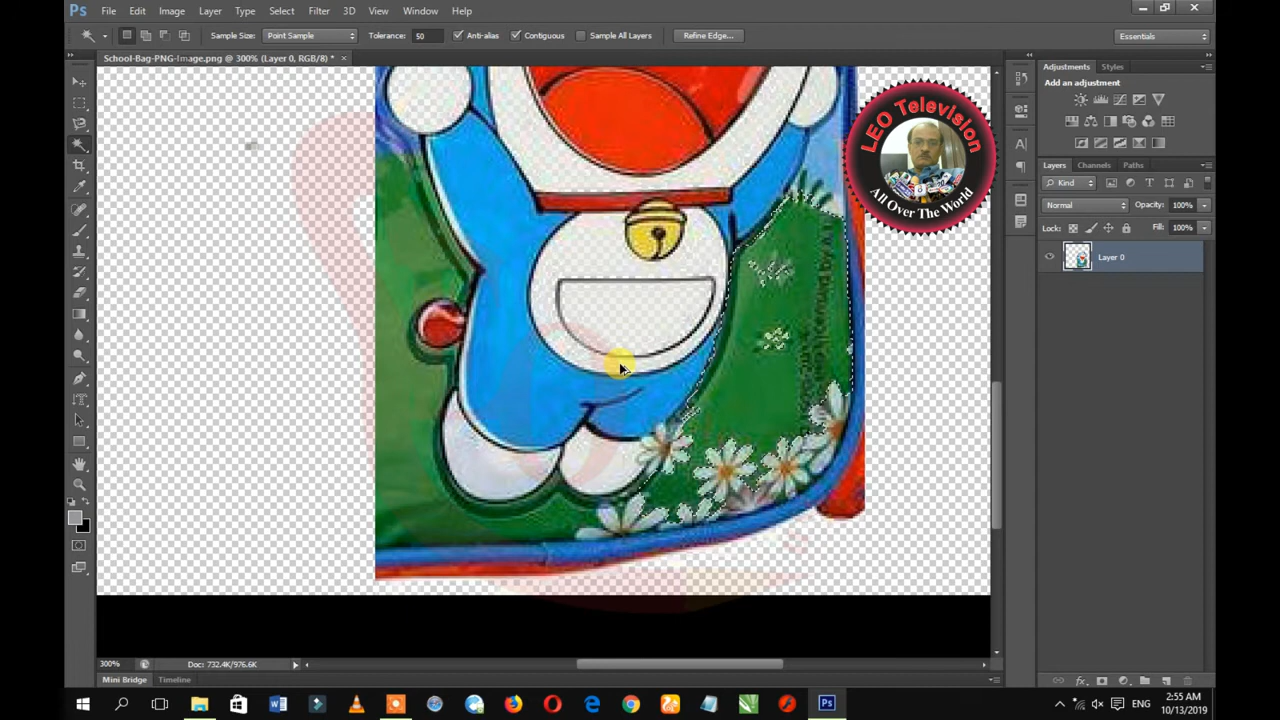 Ps File Edit Image Layer Type Select Filter 3D View Window Help
Sample Size: Point Sample Tolerance: 50 Anti-alias Contiguous Sample All Layers Refine Edge... Essentials
School-Bag-PNG-Image.png @ 300% (Layer 0, RGB/8) * ×
Adjustments Styles
Add an adjustment
LEO Television
All Over The World
Layers Channels Paths
Kind
Normal Opacity: 100%
Lock: Fill: 100%
Layer 0
300% Doc: 732.4K/976.6K
Mini Bridge Timeline
ENG
2:55 AM
10/13/2019